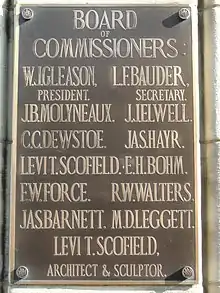 BOARD
OF
COMMISSIONERS:
W.J.GLEASON, L.F.BAUDER,
PRESIDENT. SECRETARY.
J.B.MOLYNEAUX. J.J.ELWELL.
C.C.DEWSTOE. JAS.HAYR.
LEVI T. SCOFIELD. E.H.BOHM.
E.W.FORCE. R.W.WALTERS.
JAS.BARNETT. M.D.LEGGETT.
LEVI T. SCOFIELD,
ARCHITECT & SCULPTOR.